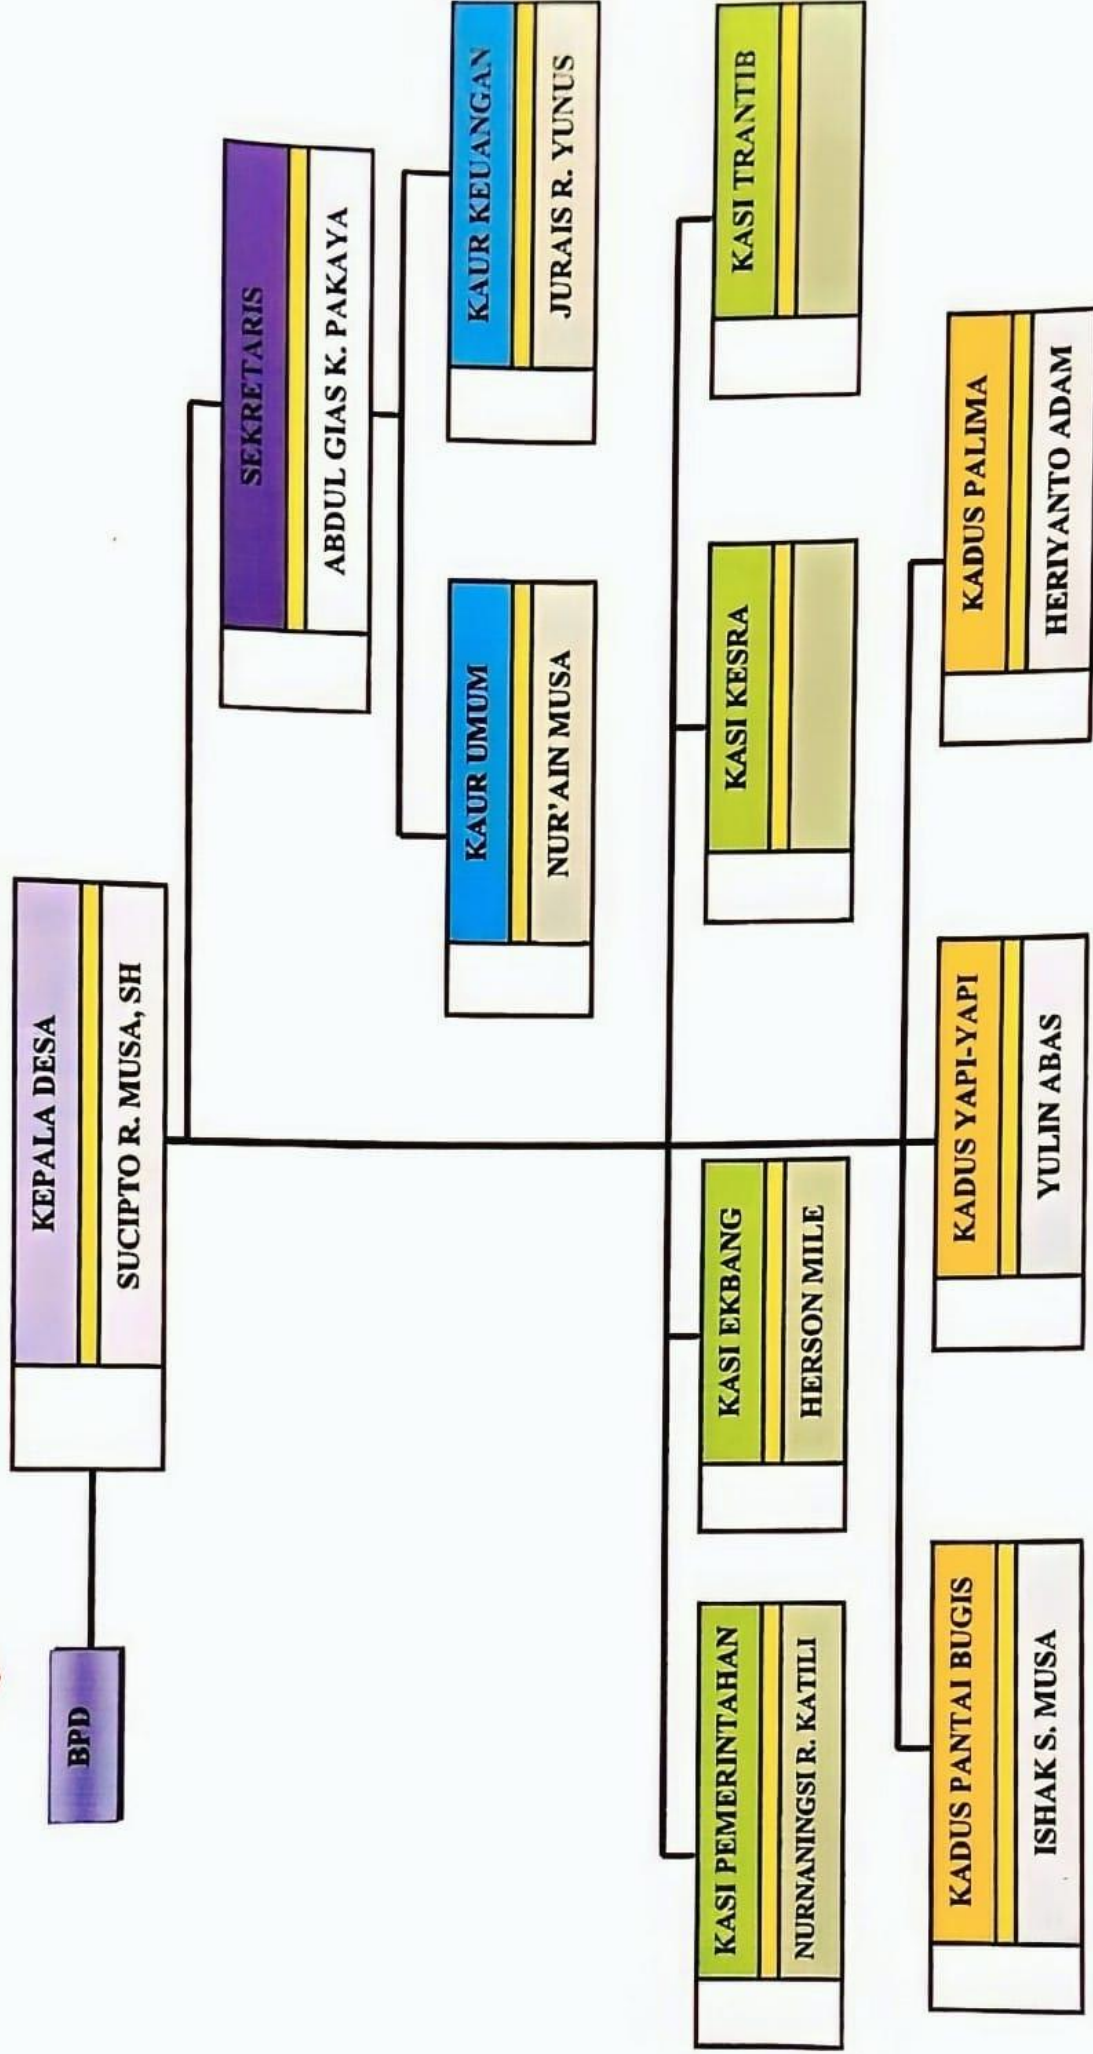 KEPALA DESA
SUCIPTO R. MUSA, SH
BPD
SEKRETARIS
ABDUL GIAS K. PAKAYA
KAUR UMUM
NUR'AIN MUSA
KAUR KEUANGAN
JURAIS R. YUNUS
KASI PEMERINTAHAN
NURNANINGSI R. KATILI
KASI EKBANG
HERSON MILE
KASI KESRA
KASI TRANTIB
KADUS PANTAI BUGIS
ISHAK S. MUSA
KADUS YAPI-YAPI
YULIN ABAS
KADUS PALIMA
HERIYANTO ADAM